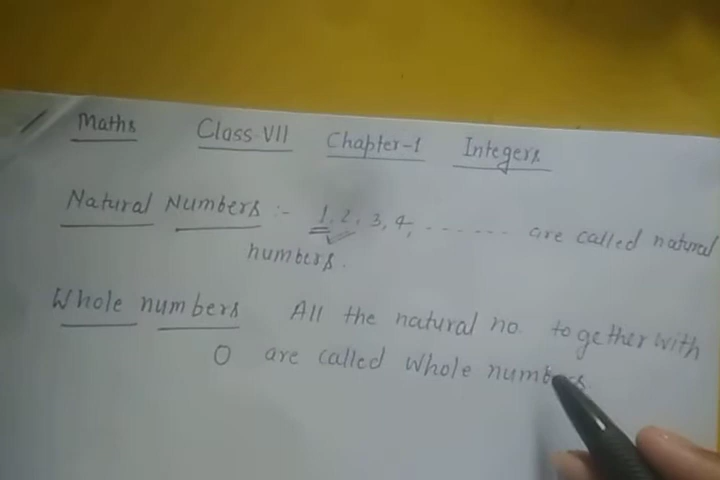 Maths Class VII Chapter-1 Integers
Natural Numbers :- 1, 2, 3, 4, ....... are called natural
numbers.
Whole numbers All the natural no. together with
0 are called whole numbers.